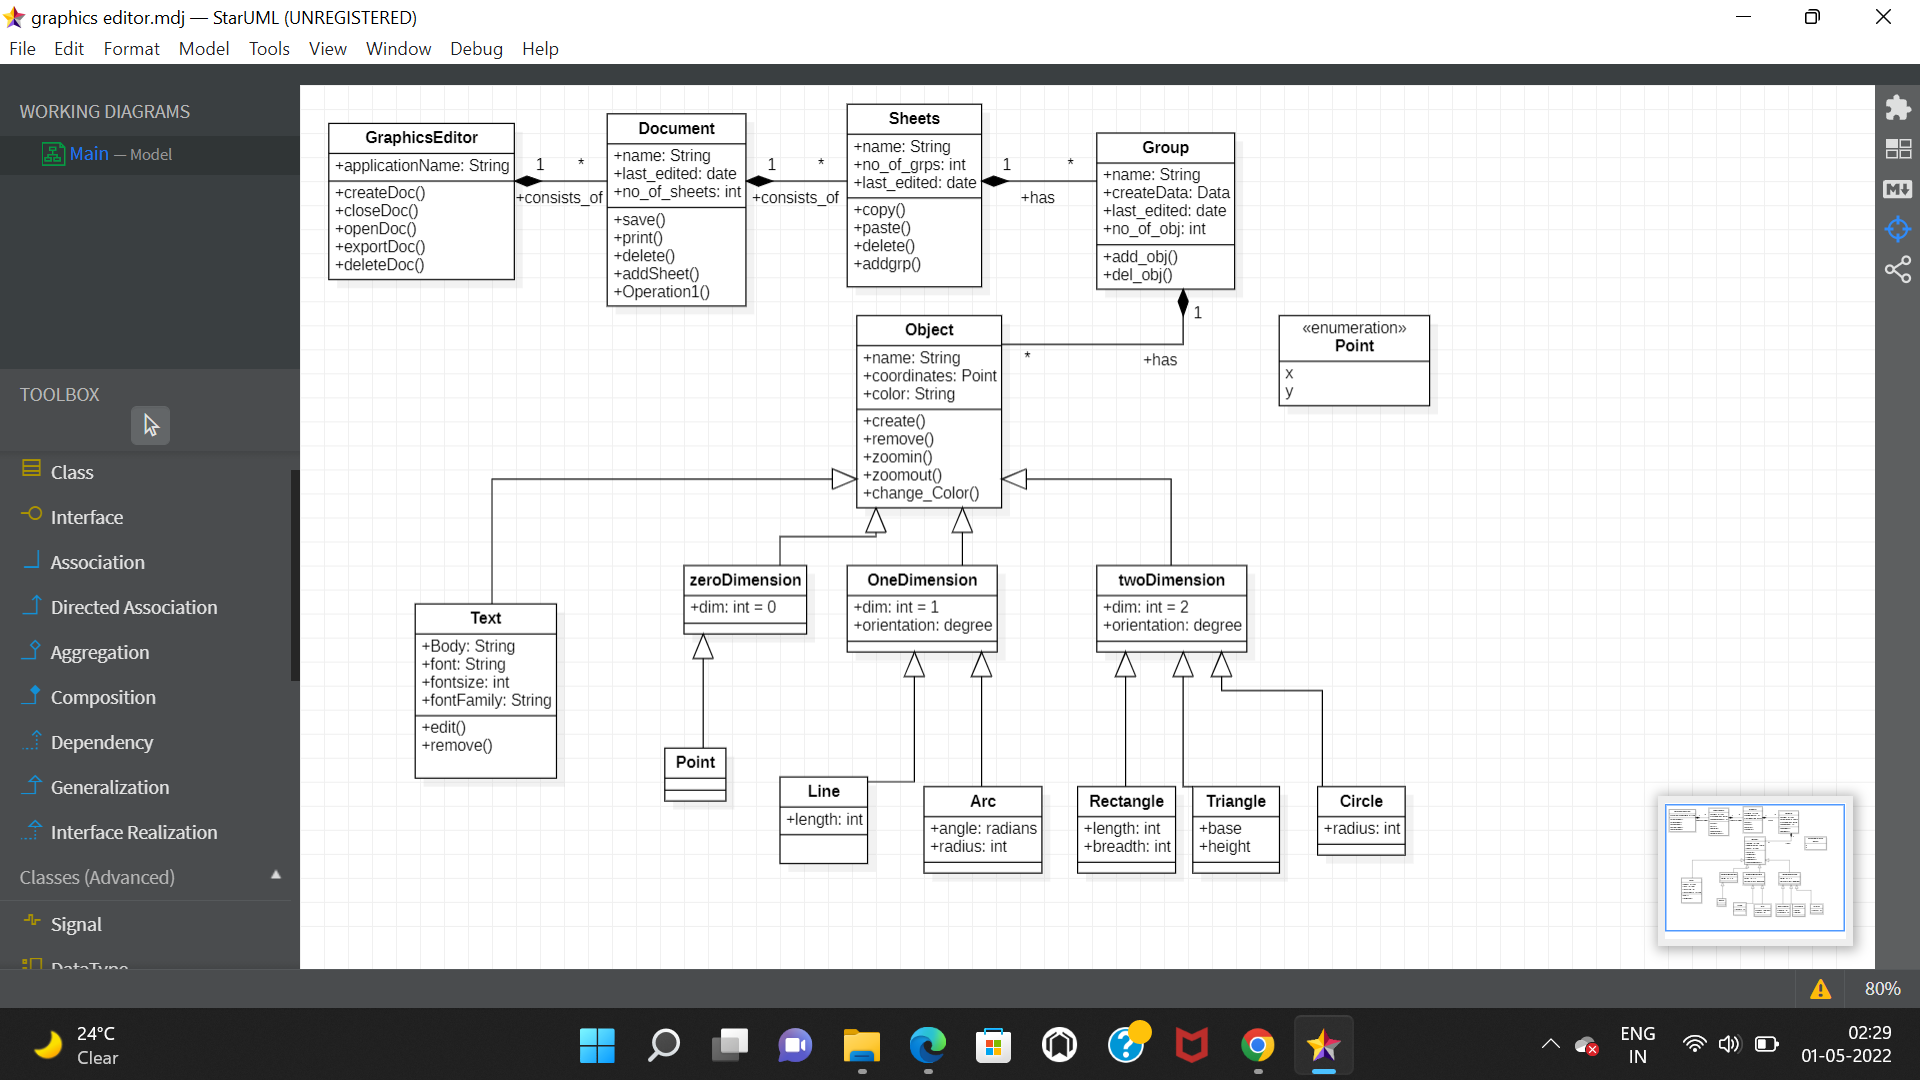 graphics editor.mdj — StarUML (UNREGISTERED)
File Edit Format Model Tools View Window Debug Help
WORKING DIAGRAMS
Main — Model
TOOLBOX
Class
Interface
Association
Directed Association
Aggregation
Composition
Dependency
Generalization
Interface Realization
Classes (Advanced)
Signal
DataType
GraphicsEditor
+applicationName: String
+createDoc()
+closeDoc()
+openDoc()
+exportDoc()
+deleteDoc()
1 *
+consists_of
Document
+name: String
+last_edited: date
+no_of_sheets: int
+save()
+print()
+delete()
+addSheet()
+Operation1()
1 *
+consists_of
Sheets
+name: String
+no_of_grps: int
+last_edited: date
+copy()
+paste()
+delete()
+addgrp()
1 *
+has
Group
+name: String
+createData: Data
+last_edited: date
+no_of_obj: int
+add_obj()
+del_obj()
1
* +has
Object
+name: String
+coordinates: Point
+color: String
+create()
+remove()
+zoomin()
+zoomout()
+change_Color()
«enumeration»
Point
x
y
Text
+Body: String
+font: String
+fontsize: int
+fontFamily: String
+edit()
+remove()
zeroDimension
+dim: int = 0
OneDimension
+dim: int = 1
+orientation: degree
twoDimension
+dim: int = 2
+orientation: degree
Point
Line
+length: int
Arc
+angle: radians
+radius: int
Rectangle
+length: int
+breadth: int
Triangle
+base
+height
Circle
+radius: int
80%
24°C
Clear
ENG
IN
02:29
01-05-2022